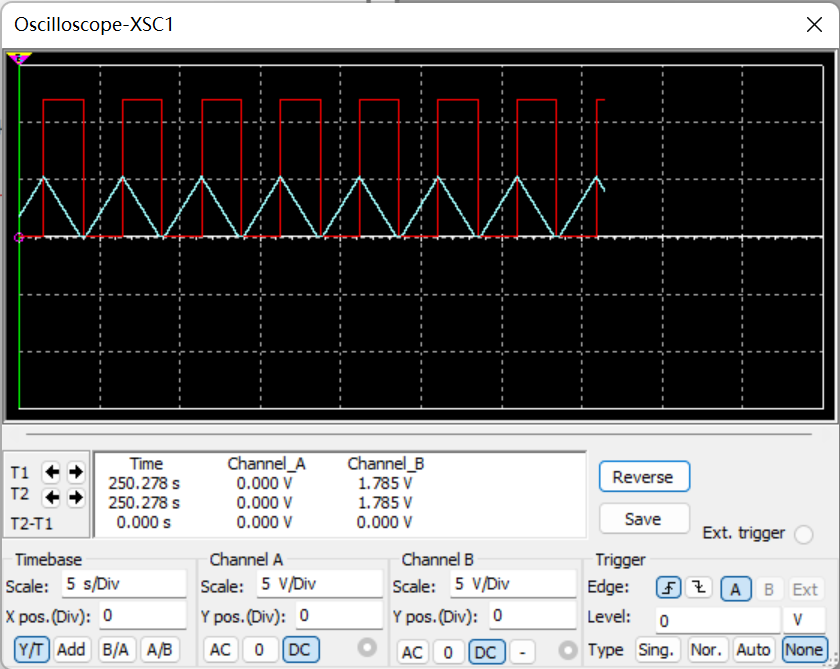 Oscilloscope-XSC1
Time Channel_A Channel_B
T1 250.278 s 0.000 V 1.785 V
T2 250.278 s 0.000 V 1.785 V
T2-T1 0.000 s 0.000 V 0.000 V
Reverse
Save
Ext. trigger
Timebase
Scale: 5 s/Div
X pos.(Div): 0
Y/T Add B/A A/B
Channel A
Scale: 5 V/Div
Y pos.(Div): 0
AC 0 DC
Channel B
Scale: 5 V/Div
Y pos.(Div): 0
AC 0 DC -
Trigger
Edge: A B Ext
Level: 0 V
Type Sing. Nor. Auto None